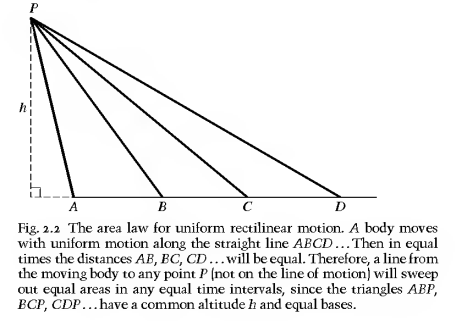 P
h
A B C D
Fig. 2.2 The area law for uniform rectilinear motion. A body moves
with uniform motion along the straight line ABCD...Then in equal
times the distances AB, BC, CD...will be equal. Therefore, a line from
the moving body to any point P (not on the line of motion) will sweep
out equal areas in any equal time intervals, since the triangles ABP,
BCP, CDP...have a common altitude h and equal bases.